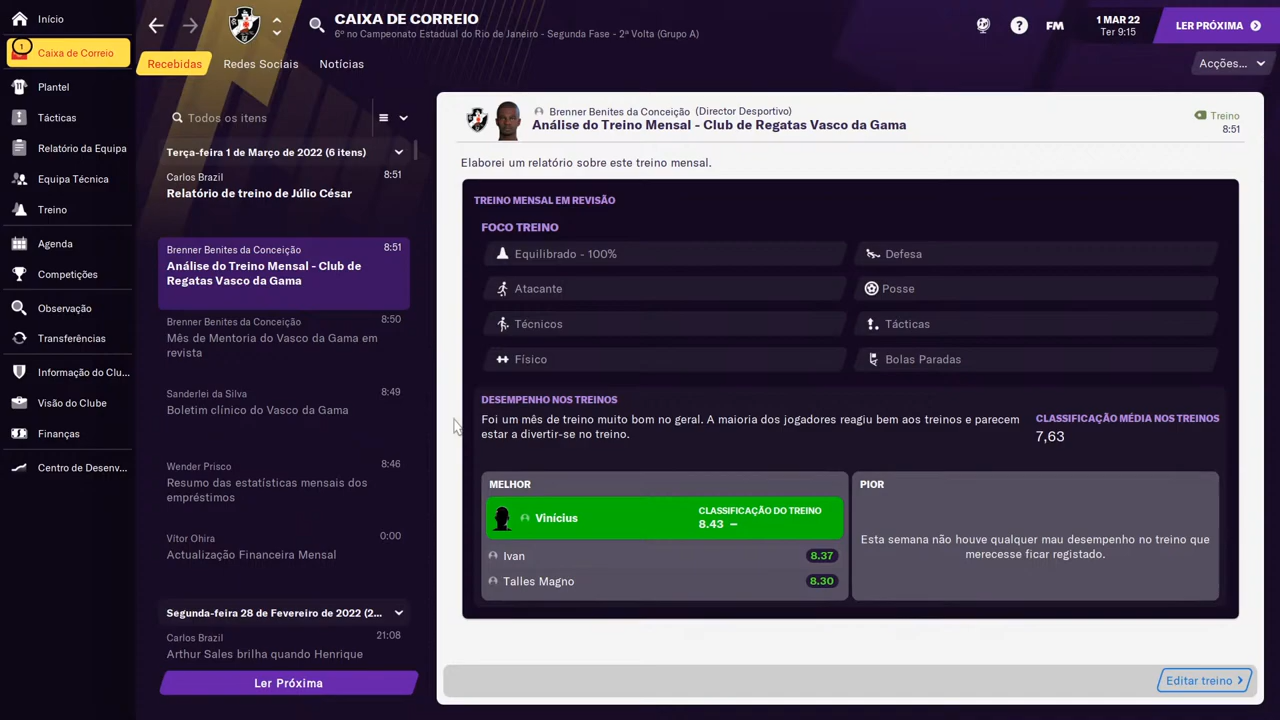 Início
CAIXA DE CORREIO
6º no Campeonato Estadual do Rio de Janeiro - Segunda Fase - 2ª Volta (Grupo A)
?
FM
1 MAR 22
Ter 9:15
LER PRÓXIMA
1
Caixa de Correio
Recebidas
Redes Sociais
Notícias
Acções...
Plantel
Tácticas
Relatório da Equipa
Equipa Técnica
Treino
Agenda
Competições
Observação
Transferências
Informação do Clu...
Visão do Clube
Finanças
Centro de Desenv...
Todos os itens
Terça-feira 1 de Março de 2022 (6 itens)
Carlos Brazil
8:51
Relatório de treino de Júlio César
Brenner Benites da Conceição
8:51
Análise do Treino Mensal - Club de
Regatas Vasco da Gama
Brenner Benites da Conceição
8:50
Mês de Mentoria do Vasco da Gama em
revista
Sanderlei da Silva
8:49
Boletim clínico do Vasco da Gama
Wender Prisco
8:46
Resumo das estatísticas mensais dos
empréstimos
Vítor Ohira
0:00
Actualização Financeira Mensal
Segunda-feira 28 de Fevereiro de 2022 (2...
Carlos Brazil
21:08
Arthur Sales brilha quando Henrique
Ler Próxima
Brenner Benites da Conceição (Director Desportivo)
Análise do Treino Mensal - Club de Regatas Vasco da Gama
Treino
8:51
Elaborei um relatório sobre este treino mensal.
TREINO MENSAL EM REVISÃO
FOCO TREINO
Equilibrado - 100%
Defesa
Atacante
Posse
Técnicos
Tácticas
Físico
Bolas Paradas
DESEMPENHO NOS TREINOS
Foi um mês de treino muito bom no geral. A maioria dos jogadores reagiu bem aos treinos e parecem
estar a divertir-se no treino.
CLASSIFICAÇÃO MÉDIA NOS TREINOS
7,63
MELHOR
Vinícius
CLASSIFICAÇÃO DO TREINO
8.43 –
Ivan
8.37
Talles Magno
8.30
PIOR
Esta semana não houve qualquer mau desempenho no treino que
merecesse ficar registado.
Editar treino